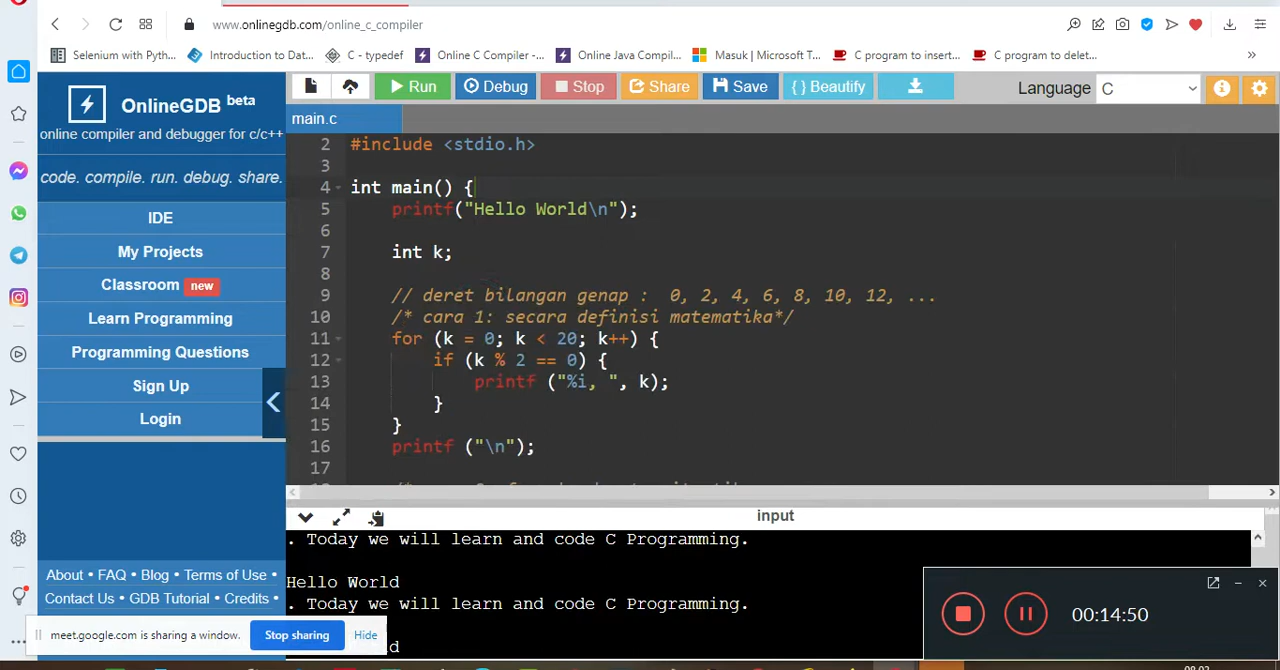 www.onlinegdb.com/online_c_compiler
Selenium with Pyth... Introduction to Dat... C - typedef Online C Compiler -... Online Java Compil... Masuk | Microsoft T... C program to insert... C program to delet... »
OnlineGDB beta
online compiler and debugger for c/c++
code. compile. run. debug. share.
IDE
My Projects
Classroom new
Learn Programming
Programming Questions
Sign Up
Login
About • FAQ • Blog • Terms of Use •
Contact Us • GDB Tutorial • Credits •
Run Debug Stop Share Save { } Beautify Language C
main.c
2 #include <stdio.h>
3
4 int main() {
5 printf("Hello World\n");
6
7 int k;
8
9 // deret bilangan genap :  0, 2, 4, 6, 8, 10, 12, ...
10 /* cara 1: secara definisi matematika*/
11 for (k = 0; k < 20; k++) {
12 if (k % 2 == 0) {
13 printf ("%i, ", k);
14 }
15 }
16 printf ("\n");
17
input
. Today we will learn and code C Programming.
Hello World
. Today we will learn and code C Programming.
meet.google.com is sharing a window. Stop sharing Hide
00:14:50